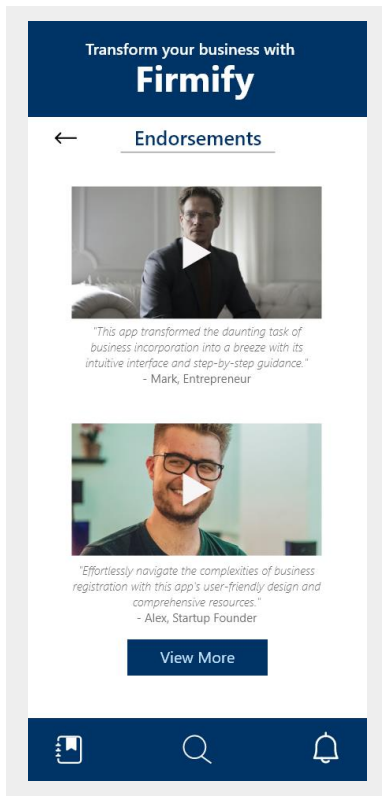 Transform your business with
Firmify
Endorsements
"This app transformed the daunting task of
business incorporation into a breeze with its
intuitive interface and step-by-step guidance."
- Mark, Entrepreneur
"Effortlessly navigate the complexities of business
registration with this app's user-friendly design and
comprehensive resources."
- Alex, Startup Founder
View More